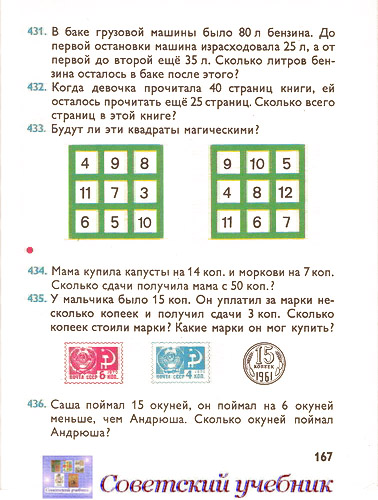 431. В баке грузовой машины было 80 л бензина. До
первой остановки машина израсходовала 25 л, а от
первой до второй ещё 35 л. Сколько литров бен-
зина осталось в баке после этого?
432. Когда девочка прочитала 40 страниц книги, ей
осталось прочитать ещё 25 страниц. Сколько всего
страниц в этой книге?
433. Будут ли эти квадраты магическими?
4 9 8 9 10 5
11 7 3 4 8 12
6 5 10 11 6 7
434. Мама купила капусты на 14 коп. и моркови на 7 коп.
Сколько сдачи получила мама с 50 коп.?
435. У мальчика было 15 коп. Он уплатил за марки не-
сколько копеек и получил сдачи 3 коп. Сколько
копеек стоили марки? Какие марки он мог купить?
ПОЧТА СССР 6 коп. ПОЧТА СССР 4 коп. 15 КОПЕЕК 1961
436. Саша поймал 15 окуней, он поймал на 6 окуней
меньше, чем Андрюша. Сколько окуней поймал
Андрюша?
167
Советский учебник